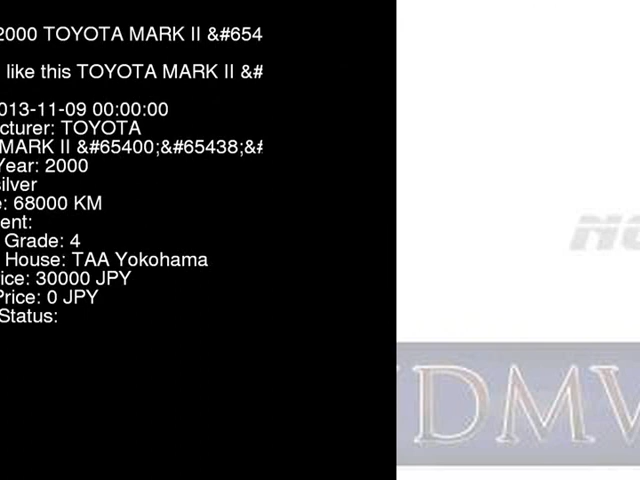 2000 TOYOTA MARK II &#654
like this TOYOTA MARK II &#
013-11-09 00:00:00
cturer: TOYOTA
MARK II &#65400;&#65438;&#
Year: 2000
silver
e: 68000 KM
ent:
Grade: 4
House: TAA Yokohama
ice: 30000 JPY
Price: 0 JPY
Status:
DMV